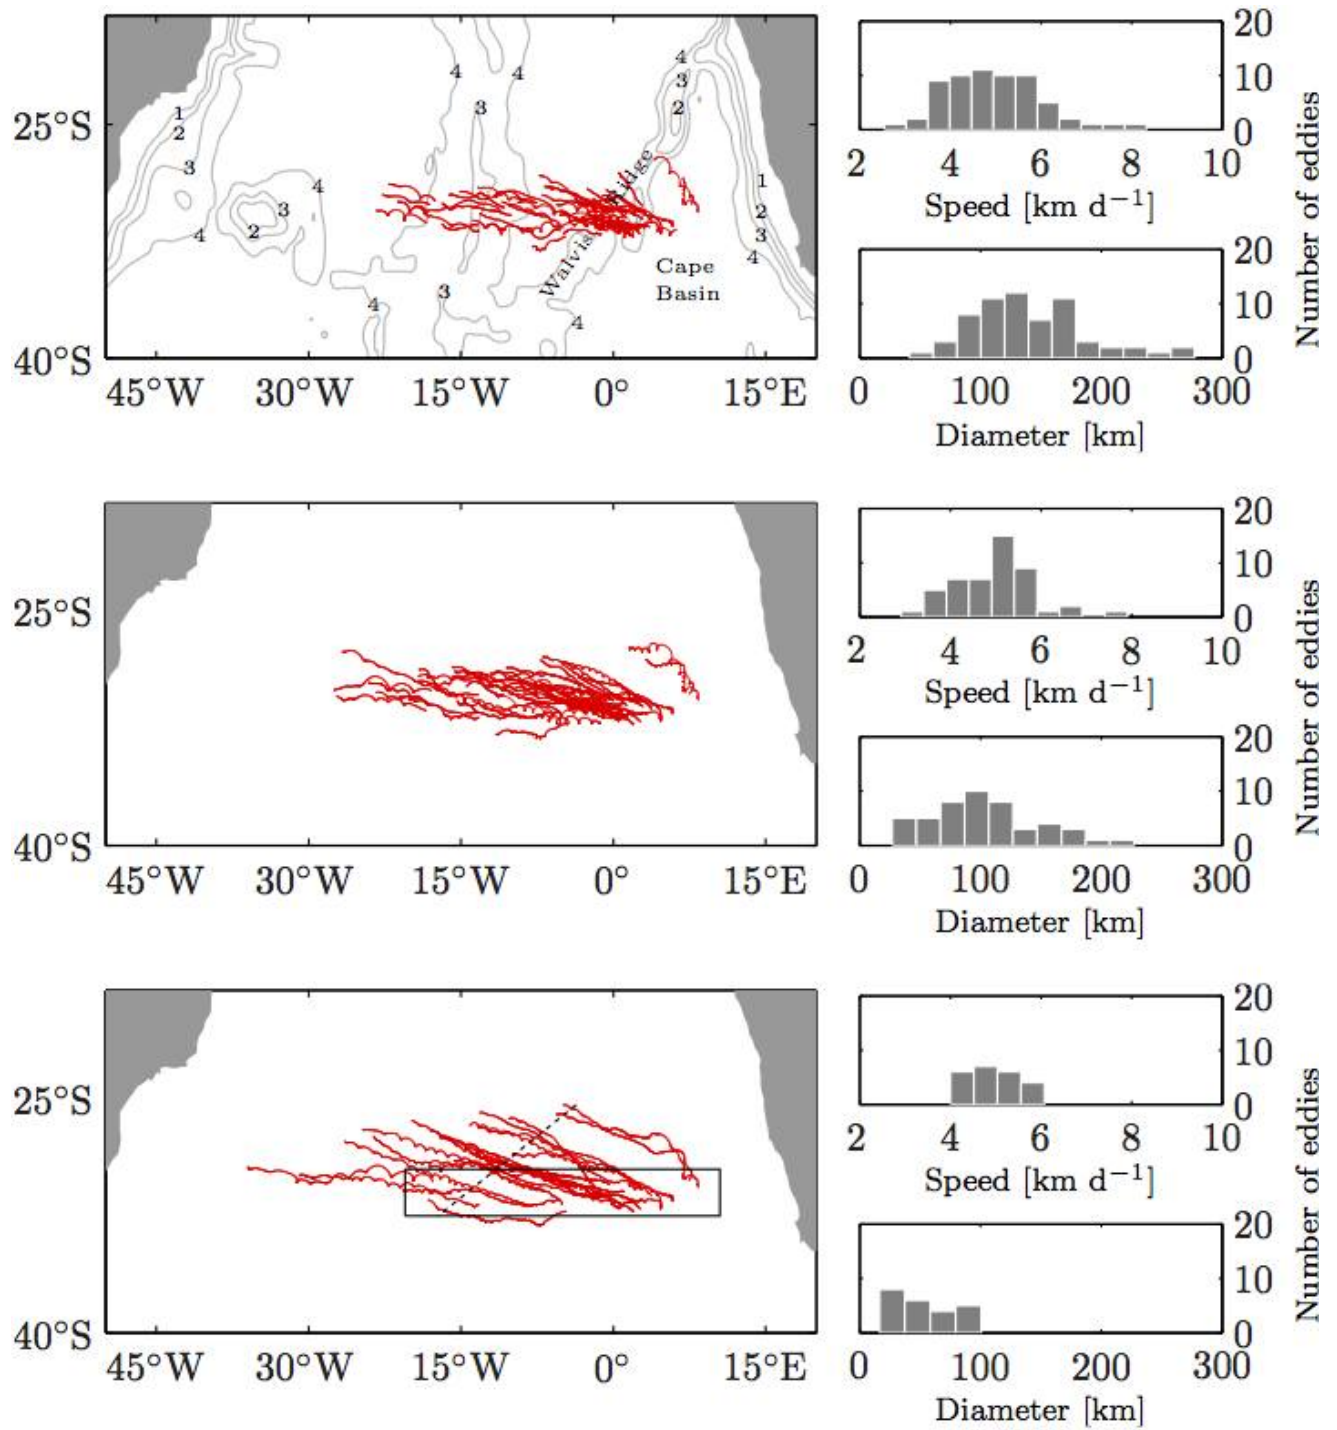 4 4 4
3 3 2
1 2 3
25°S
4 3 2 4
Ridge
1 2 3 4
Walvis
Cape
Basin
4 3 4
40°S
45°W 30°W 15°W 0° 15°E
20
10
0
2 4 6 8 10
Speed [km d⁻¹]
20
10
0
0 100 200 300
Diameter [km]
Number of eddies
25°S
40°S
45°W 30°W 15°W 0° 15°E
20
10
0
2 4 6 8 10
Speed [km d⁻¹]
20
10
0
0 100 200 300
Diameter [km]
Number of eddies
25°S
40°S
45°W 30°W 15°W 0° 15°E
20
10
0
2 4 6 8 10
Speed [km d⁻¹]
20
10
0
0 100 200 300
Diameter [km]
Number of eddies